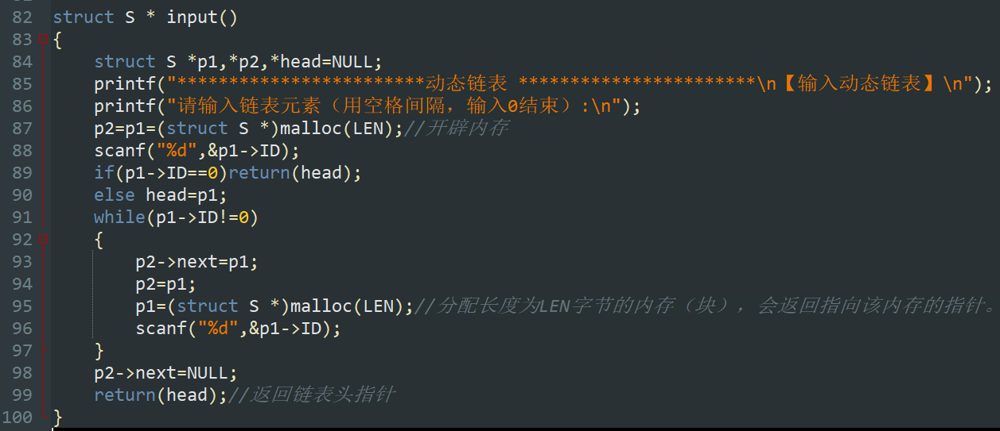 82 struct S * input()
83 {
84 struct S *p1,*p2,*head=NULL;
85 printf("************************动态链表 ***********************\n【输入动态链表】\n");
86 printf("请输入链表元素（用空格间隔，输入0结束）:\n");
87 p2=p1=(struct S *)malloc(LEN);//开辟内存
88 scanf("%d",&p1->ID);
89 if(p1->ID==0)return(head);
90 else head=p1;
91 while(p1->ID!=0)
92 {
93 p2->next=p1;
94 p2=p1;
95 p1=(struct S *)malloc(LEN);//分配长度为LEN字节的内存（块），会返回指向该内存的指针。
96 scanf("%d",&p1->ID);
97 }
98 p2->next=NULL;
99 return(head);//返回链表头指针
100 }